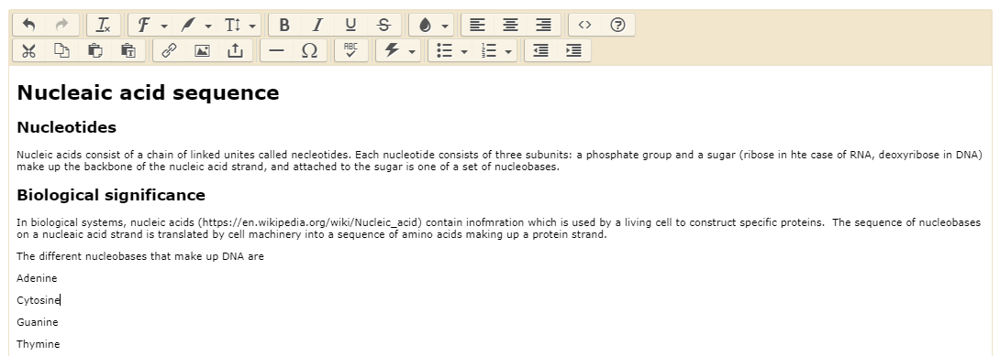 Nucleaic acid sequence
Nucleotides
Nucleic acids consist of a chain of linked unites called necleotides. Each nucleotide consists of three subunits: a phosphate group and a sugar (ribose in hte case of RNA, deoxyribose in DNA)
make up the backbone of the nucleic acid strand, and attached to the sugar is one of a set of nucleobases.
Biological significance
In biological systems, nucleic acids (https://en.wikipedia.org/wiki/Nucleic_acid) contain inofmration which is used by a living cell to construct specific proteins.  The sequence of nucleobases
on a nucleaic acid strand is translated by cell machinery into a sequence of amino acids making up a protein strand.
The different nucleobases that make up DNA are
Adenine
Cytosine
Guanine
Thymine